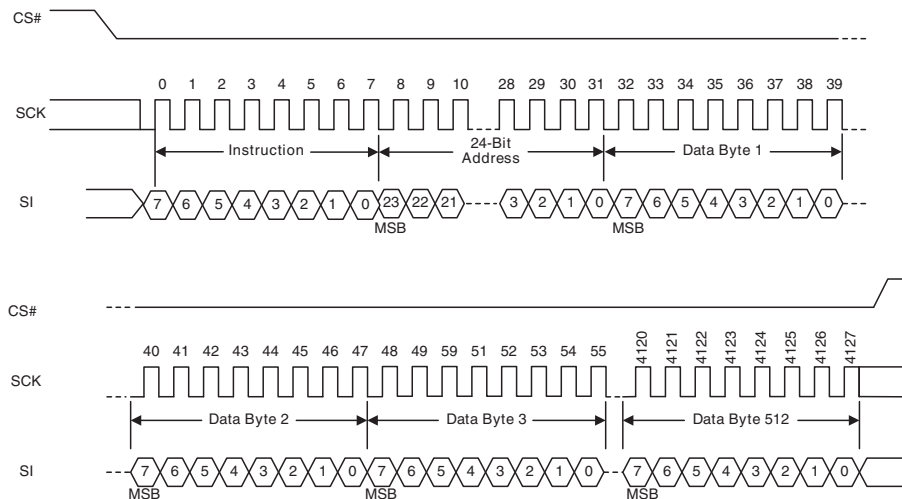 CS#
0 1 2 3 4 5 6 7 8 9 10 28 29 30 31 32 33 34 35 36 37 38 39
SCK
Instruction 24-Bit Address Data Byte 1
SI 7 6 5 4 3 2 1 0 23 22 21 3 2 1 0 7 6 5 4 3 2 1 0
MSB MSB
CS#
40 41 42 43 44 45 46 47 48 49 59 51 52 53 54 55 4120 4121 4122 4123 4124 4125 4126 4127
SCK
Data Byte 2 Data Byte 3 Data Byte 512
SI 7 6 5 4 3 2 1 0 7 6 5 4 3 2 1 0 7 6 5 4 3 2 1 0
MSB MSB MSB